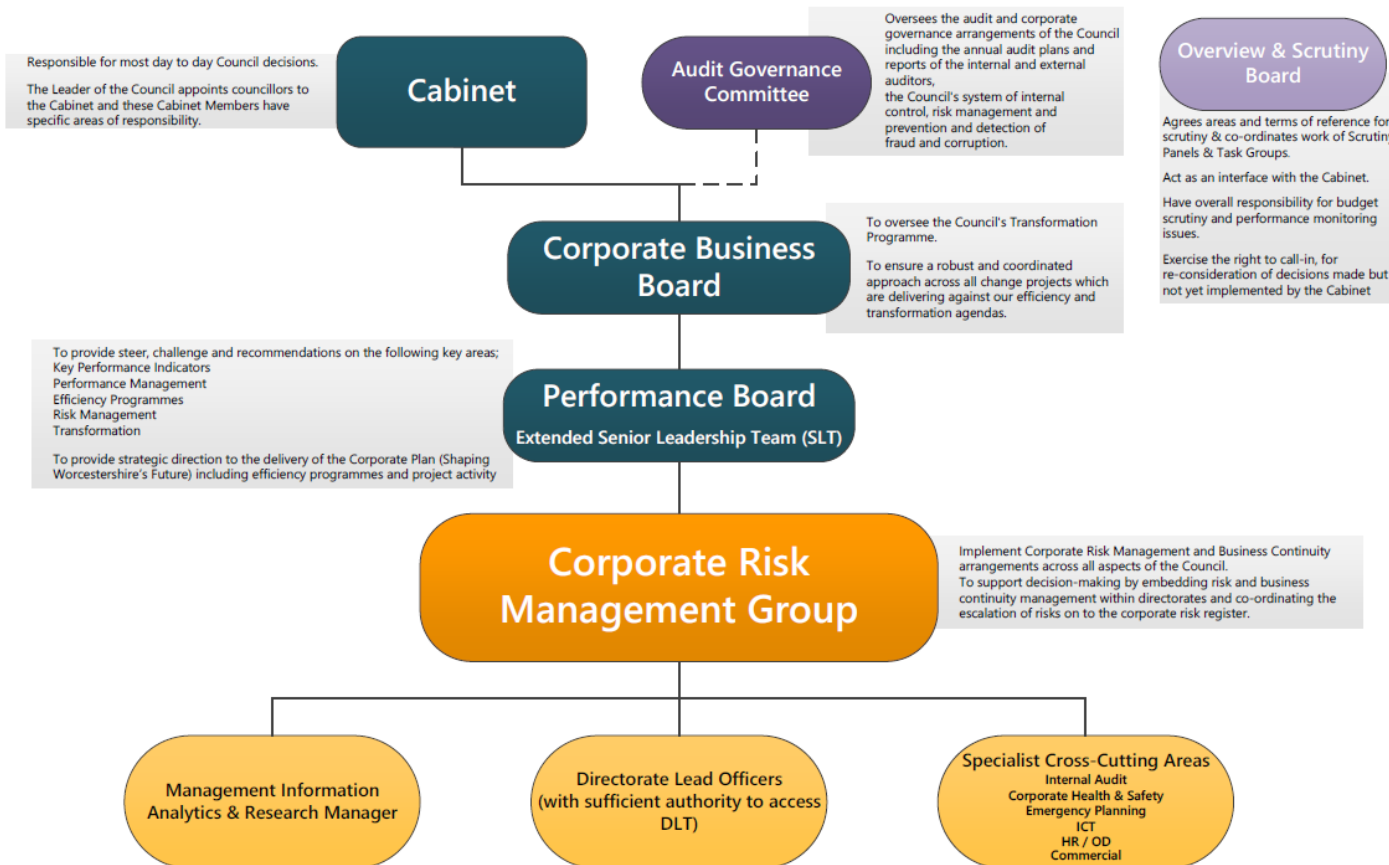 Responsible for most day to day Council decisions.
The Leader of the Council appoints councillors to
the Cabinet and these Cabinet Members have
specific areas of responsibility.
Cabinet
Audit Governance
Committee
Oversees the audit and corporate
governance arrangements of the Council
including the annual audit plans and
reports of the internal and external
auditors,
the Council's system of internal
control, risk management and
prevention and detection of
fraud and corruption.
Overview & Scrutiny
Board
Agrees areas and terms of reference for
scrutiny & co-ordinates work of Scrutiny
Panels & Task Groups.
Act as an interface with the Cabinet.
Have overall responsibility for budget
scrutiny and performance monitoring
issues.
Exercise the right to call-in, for
re-consideration of decisions made but
not yet implemented by the Cabinet
Corporate Business
Board
To oversee the Council's Transformation
Programme.
To ensure a robust and coordinated
approach across all change projects which
are delivering against our efficiency and
transformation agendas.
To provide steer, challenge and recommendations on the following key areas;
Key Performance Indicators
Performance Management
Efficiency Programmes
Risk Management
Transformation
To provide strategic direction to the delivery of the Corporate Plan (Shaping
Worcestershire's Future) including efficiency programmes and project activity
Performance Board
Extended Senior Leadership Team (SLT)
Corporate Risk
Management Group
Implement Corporate Risk Management and Business Continuity
arrangements across all aspects of the Council.
To support decision-making by embedding risk and business
continuity management within directorates and co-ordinating the
escalation of risks on to the corporate risk register.
Management Information
Analytics & Research Manager
Directorate Lead Officers
(with sufficient authority to access
DLT)
Specialist Cross-Cutting Areas
Internal Audit
Corporate Health & Safety
Emergency Planning
ICT
HR / OD
Commercial